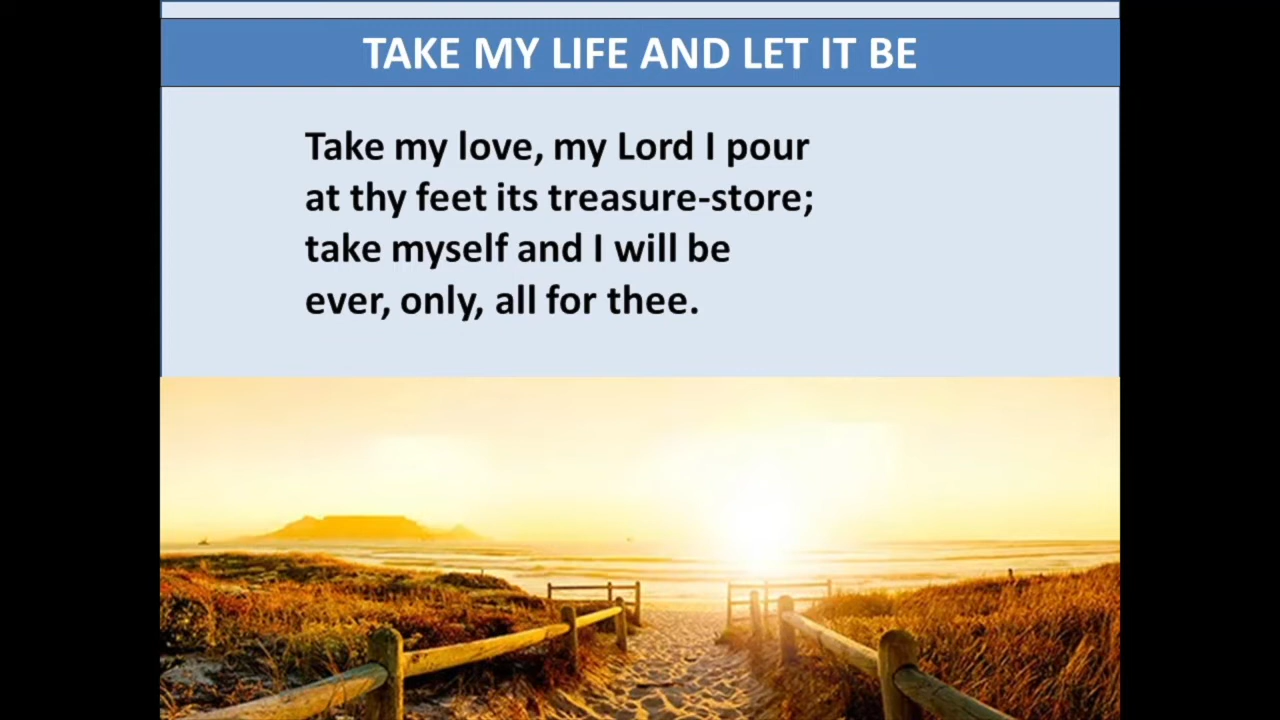 TAKE MY LIFE AND LET IT BE
Take my love, my Lord I pour
at thy feet its treasure-store;
take myself and I will be
ever, only, all for thee.